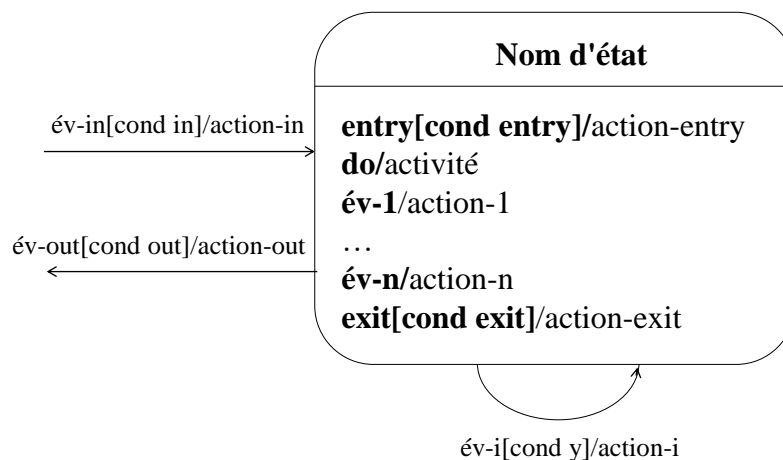 Nom d'état
év-in[cond in]/action-in
entry[cond entry]/action-entry
do/activité
év-1/action-1
…
év-out[cond out]/action-out
év-n/action-n
exit[cond exit]/action-exit
év-i[cond y]/action-i